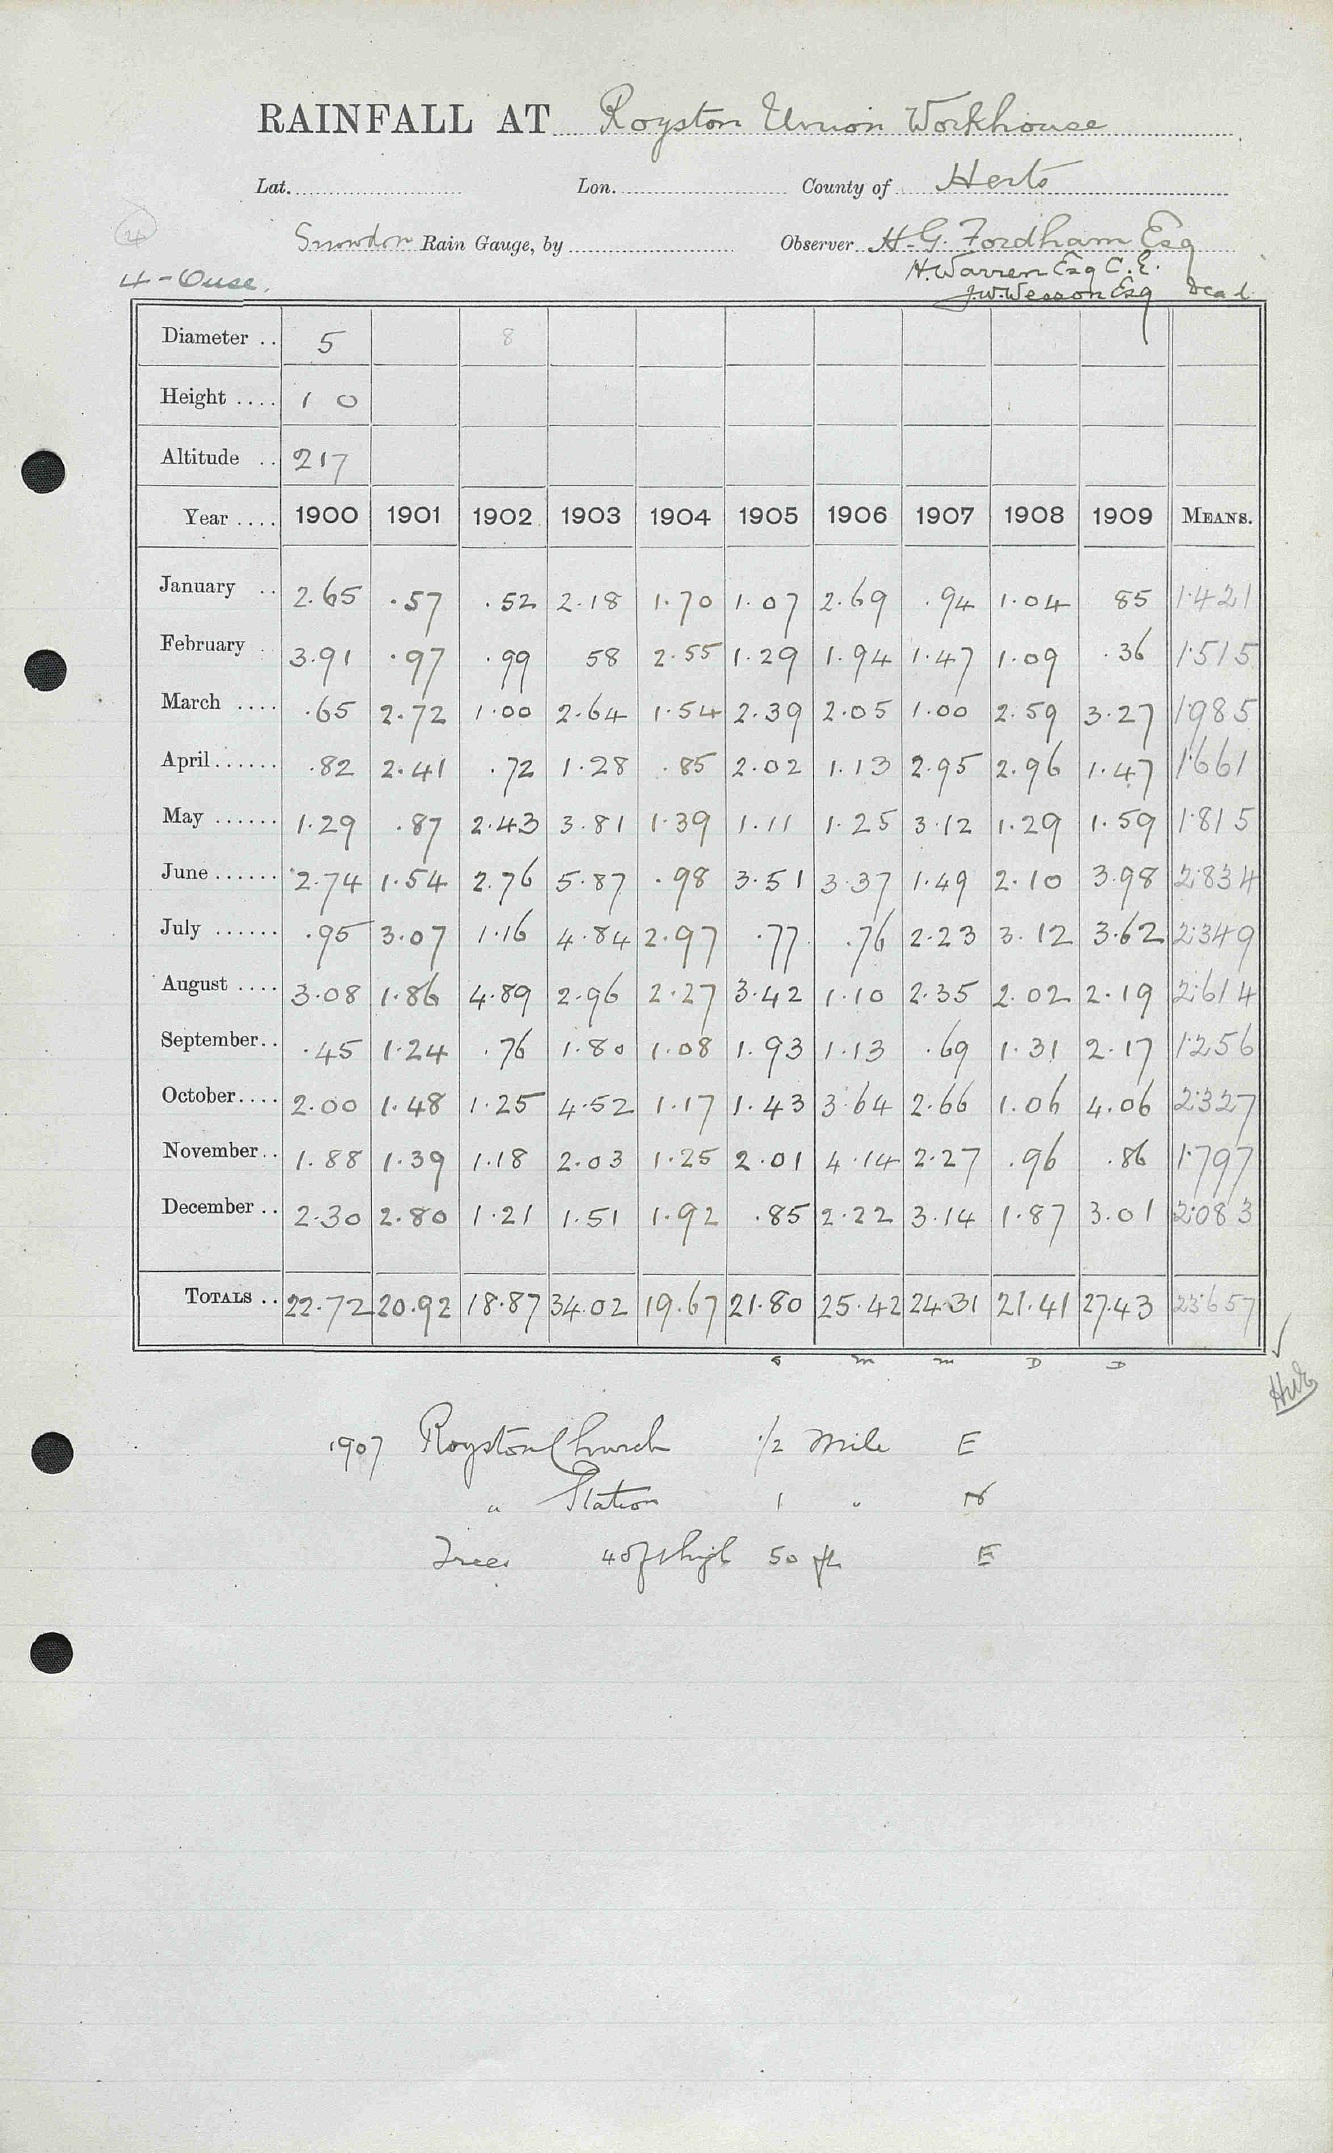 RAINFALL AT Royston Union Workhouse
Lat. Lon. County of Herts
4
Snowdon Rain Gauge, by Observer H. G. Fordham Esq
H. Warren Esq C. E.
4 - Ouse. J. W. Wesson Esq Dead
Diameter .. 5 8
Height .... 1 0
Altitude .. 217
Year .... 1900 1901 1902 1903 1904 1905 1906 1907 1908 1909 MEANS.
January .. 2.65 .57 .52 2.18 1.70 1.07 2.69 .94 1.04 85 1.421
February . 3.91 .97 .99 58 2.55 1.29 1.94 1.47 1.09 .36 1.515
March .... .65 2.72 1.00 2.64 1.54 2.39 2.05 1.00 2.59 3.27 1985
April...... .82 2.41 .72 1.28 .85 2.02 1.13 2.95 2.96 1.47 1.661
May ...... 1.29 .87 2.43 3.81 1.39 1.11 1.25 3.12 1.29 1.59 1.815
June ...... 2.74 1.54 2.76 5.87 .98 3.51 3.37 1.49 2.10 3.98 2.834
July ...... .95 3.07 1.16 4.84 2.97 .77 .76 2.23 3.12 3.62 2.349
August .... 3.08 1.86 4.89 2.96 2.27 3.42 1.10 2.35 2.02 2.19 2.614
September.. .45 1.24 .76 1.80 1.08 1.93 1.13 .69 1.31 2.17 1.256
October.... 2.00 1.48 1.25 4.52 1.17 1.43 3.64 2.66 1.06 4.06 2.327
November.. 1.88 1.39 1.18 2.03 1.25 2.01 4.14 2.27 .96 .86 1.797
December .. 2.30 2.80 1.21 1.51 1.92 .85 2.22 3.14 1.87 3.01 2.083
TOTALS .. 22.72 20.92 18.87 34.02 19.67 21.80 25.42 24.31 21.41 27.43 23.657
m m D D
1907 Royston Church 1/2 Mile E
" Station 1 " N
Trees 40 ft high 50 ft E